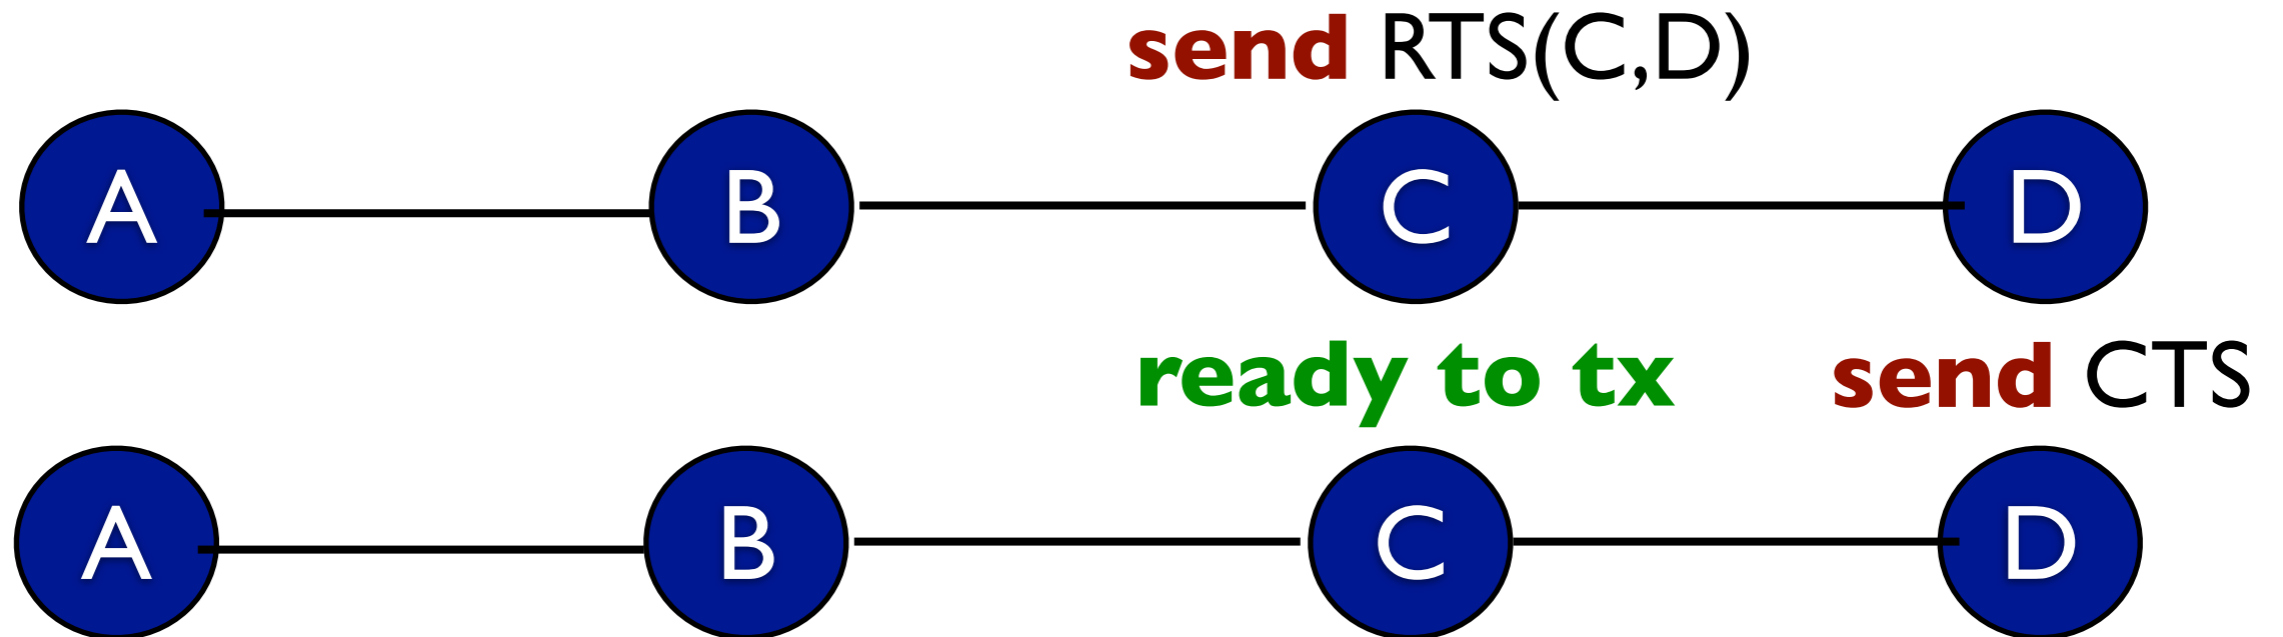 send RTS(C,D)
A B C D
ready to tx send CTS
A B C D